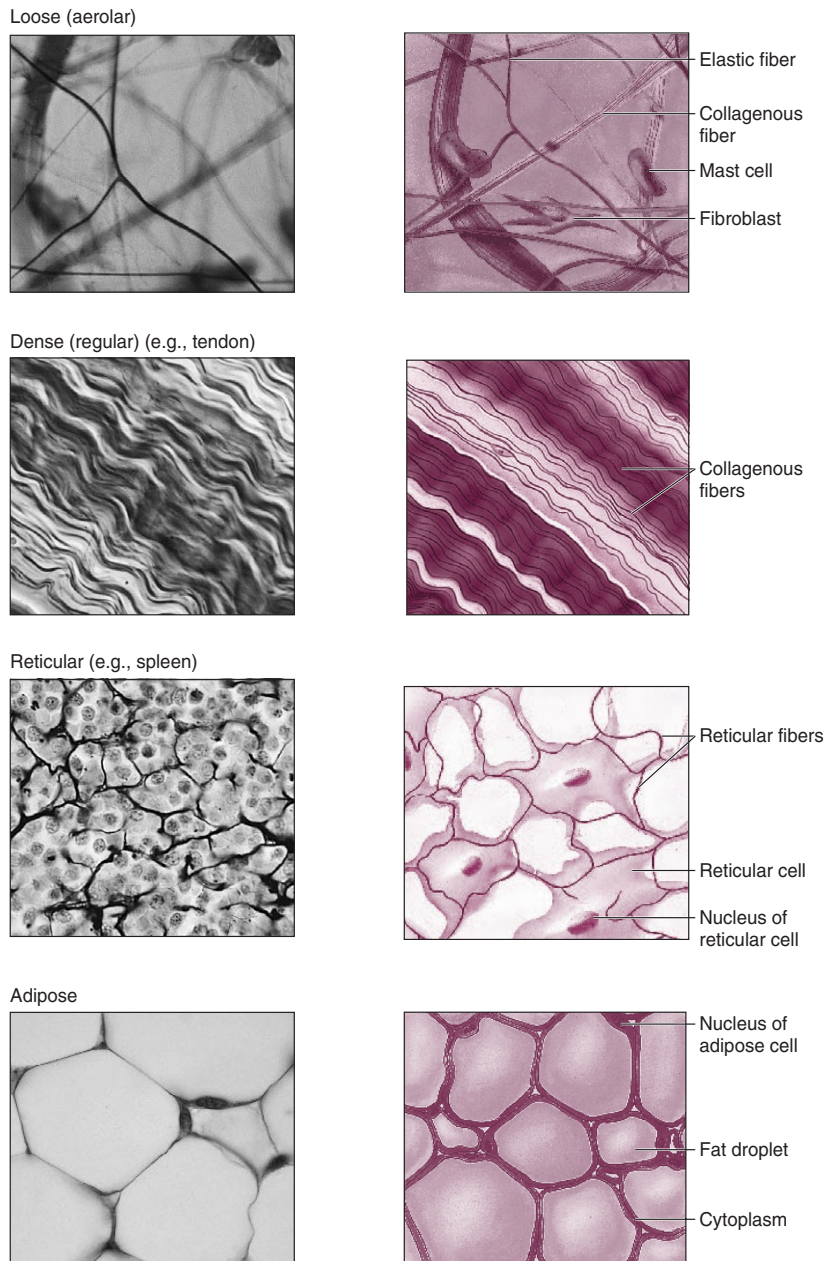 Loose (aerolar)
Elastic fiber
Collagenous
fiber
Mast cell
Fibroblast
Dense (regular) (e.g., tendon)
Collagenous
fibers
Reticular (e.g., spleen)
Reticular fibers
Reticular cell
Nucleus of
reticular cell
Adipose
Nucleus of
adipose cell
Fat droplet
Cytoplasm